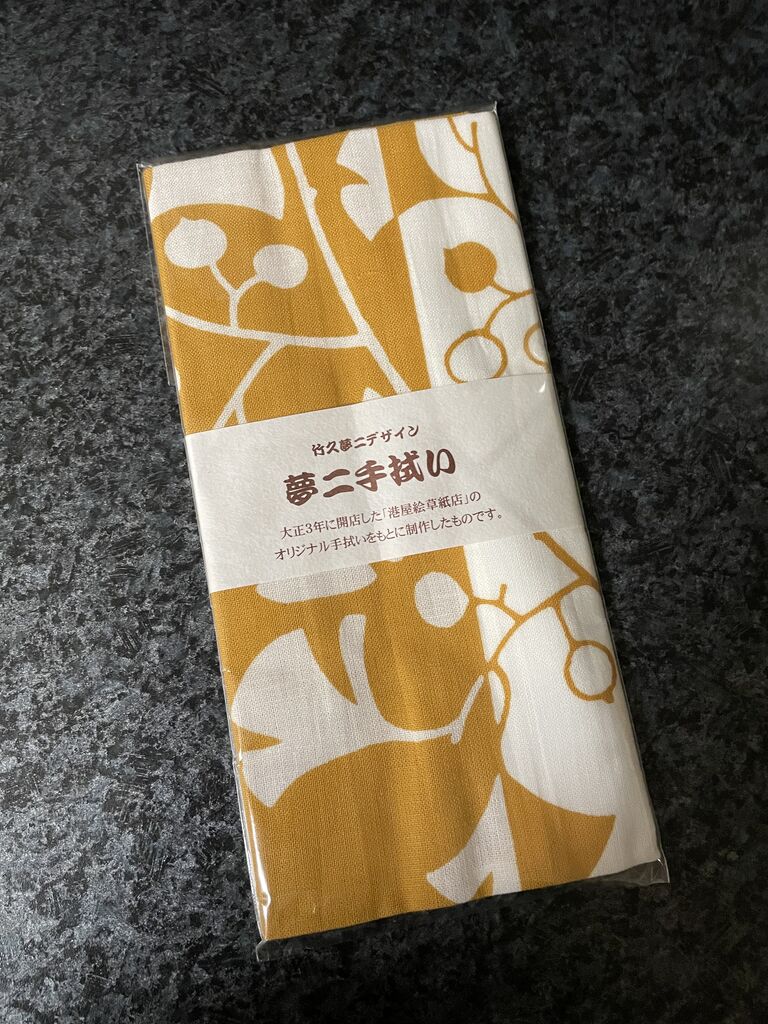 竹久夢二デザイン
夢二手拭い
大正3年に開店した「港屋絵草紙店」の
オリジナル手拭いをもとに制作したものです。